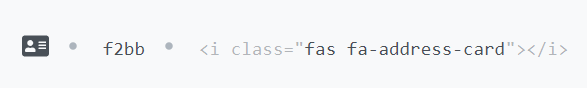 f2bb <i class="fas fa-address-card"></i>